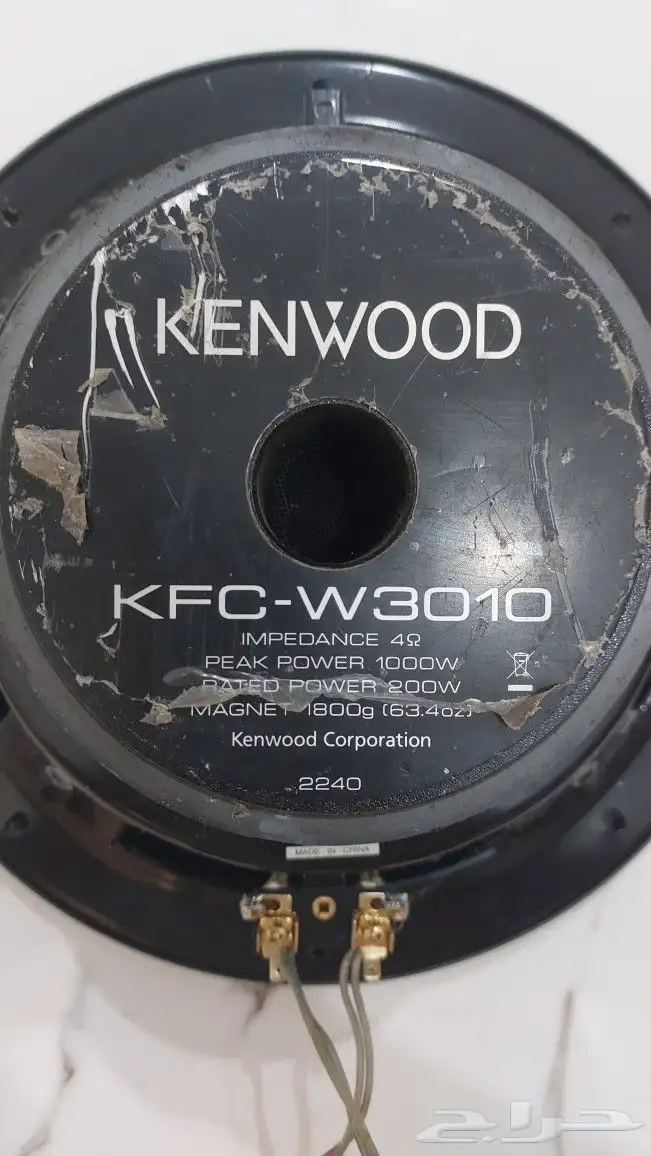 KENWOOD
KFC-W3010
IMPEDANCE 4Ω
PEAK POWER 1000W
RATED POWER 200W
MAGNET 1800g (63.4oz)
Kenwood Corporation
2240
MADE IN CHINA
حراج